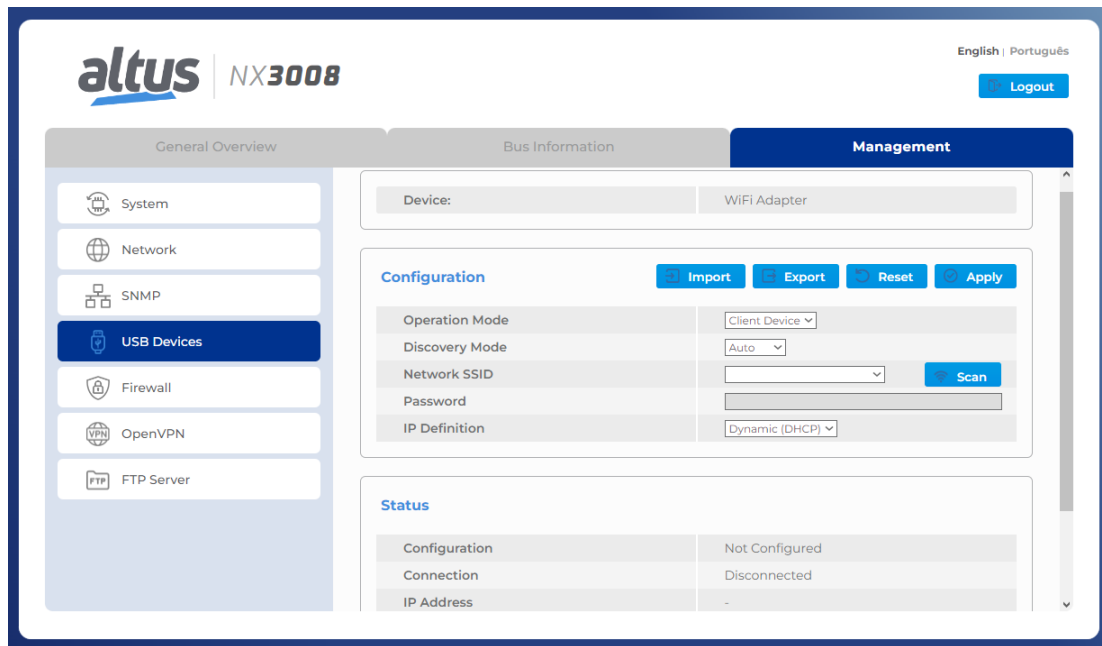 English | Português
altus NX3008
Logout
General Overview Bus Information Management
System
Network
SNMP
USB Devices
Firewall
VPN OpenVPN
FTP FTP Server
Device: WiFi Adapter
Configuration Import Export Reset Apply
Operation Mode Client Device
Discovery Mode Auto
Network SSID Scan
Password
IP Definition Dynamic (DHCP)
Status
Configuration Not Configured
Connection Disconnected
IP Address -